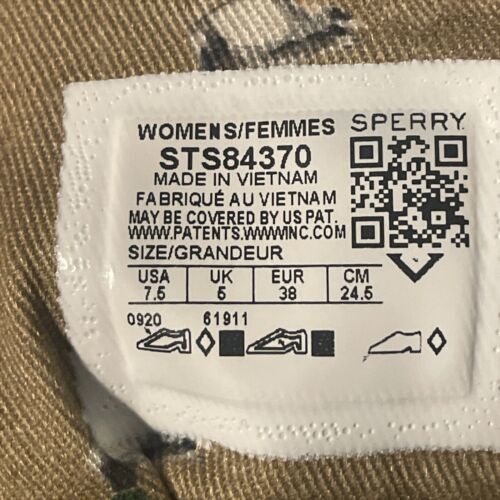 WOMENS/FEMMES
SPERRY
STS84370
MADE IN VIETNAM
FABRIQUÉ AU VIETNAM
MAY BE COVERED BY US PAT.
WWW.PATENTS.WWWINC.COM
SIZE/GRANDEUR
USA UK EUR CM
7.5 5 38 24.5
0920 61911